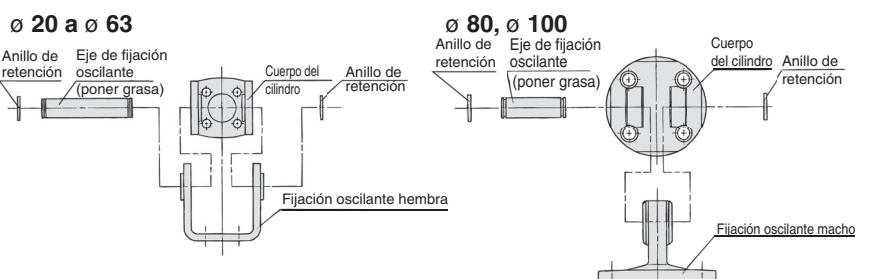 ø 20 a ø 63
Anillo de
retención
Eje de fijación
oscilante
(poner grasa)
Cuerpo del
cilindro
Anillo de
retención
Fijación oscilante hembra
ø 80, ø 100
Anillo de
retención
Eje de fijación
oscilante
(poner grasa)
Cuerpo
del cilindro
Anillo de
retención
Fijación oscilante macho